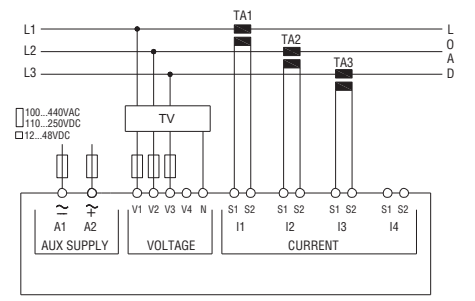 TA1
L1 L
TA2
L2 O
TA3 A
L3 D
100...440VAC
110...250VDC
12...48VDC
TV
V1 V2 V3 V4 N S1 S2 S1 S2 S1 S2 S1 S2
A1 A2 I1 I2 I3 I4
AUX SUPPLY VOLTAGE CURRENT